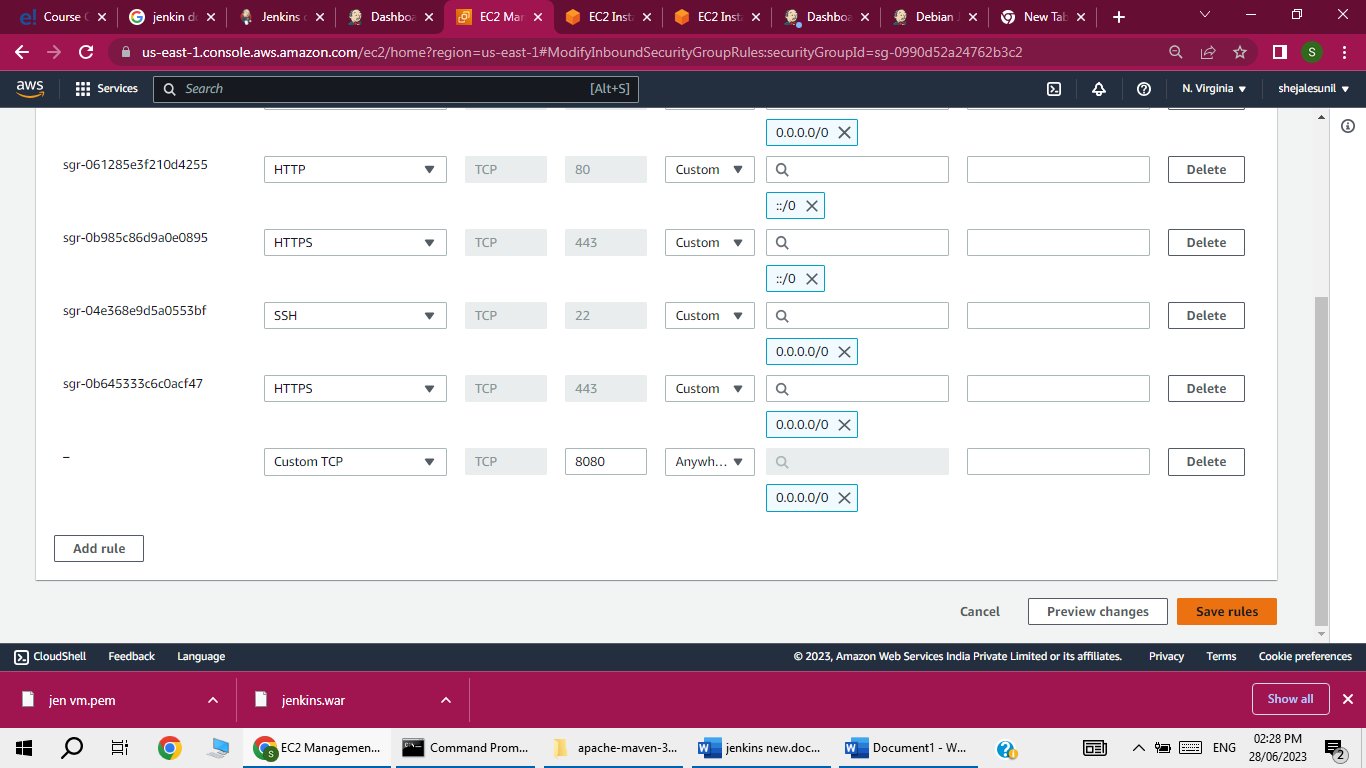 Course
jenkin d
Jenkins
Dashboa
EC2 Mar
EC2 Inst
EC2 Inst
Dashboa
Debian
New Tab
us-east-1.console.aws.amazon.com/ec2/home?region=us-east-1#ModifyInboundSecurityGroupRules:securityGroupId=sg-0990d52a24762b3c2
S
aws
Services
Search
[Alt+S]
N. Virginia
shejalesunil
0.0.0.0/0
sgr-061285e3f210d4255
HTTP
TCP
80
Custom
Delete
::/0
sgr-0b985c86d9a0e0895
HTTPS
TCP
443
Custom
Delete
::/0
sgr-04e368e9d5a0553bf
SSH
TCP
22
Custom
Delete
0.0.0.0/0
sgr-0b645333c6c0acf47
HTTPS
TCP
443
Custom
Delete
0.0.0.0/0
–
Custom TCP
TCP
8080
Anywh...
Delete
0.0.0.0/0
Add rule
Cancel
Preview changes
Save rules
CloudShell
Feedback
Language
© 2023, Amazon Web Services India Private Limited or its affiliates.
Privacy
Terms
Cookie preferences
jen vm.pem
jenkins.war
Show all
EC2 Managemen...
Command Prom...
apache-maven-3...
jenkins new.doc...
Document1 - W...
ENG
02:28 PM
28/06/2023
2